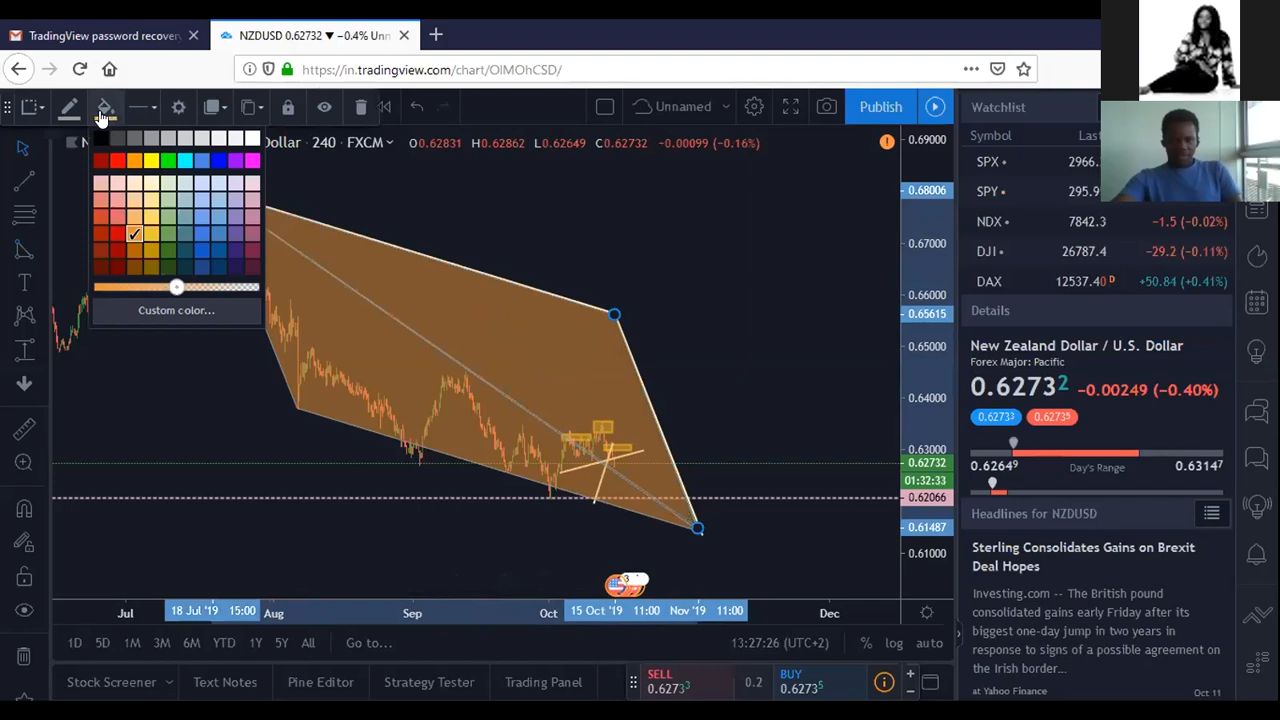 TradingView password recovery
NZDUSD 0.62732 ▼ −0.4% Unn
https://in.tradingview.com/chart/OIMOhCSD/
Unnamed
Publish
Dollar · 240 · FXCM
O0.62831 H0.62862 L0.62649 C0.62732 −0.00099 (−0.16%)
Custom color...
0.69000
0.68006
0.67000
0.66000
0.65615
0.65000
0.64000
0.63000
0.62732
01:32:33
0.62066
0.61487
0.61000
3
Jul
18 Jul '19 15:00
Aug
Sep
Oct
15 Oct '19 11:00
Nov '19 11:00
Dec
1D 5D 1M 3M 6M YTD 1Y 5Y All
Go to...
13:27:26 (UTC+2)
% log auto
Stock Screener
Text Notes
Pine Editor
Strategy Tester
Trading Panel
SELL
0.62733
0.2
BUY
0.62735
Watchlist
Symbol Las
SPX 2966.
SPY 295.9
NDX 7842.3 −1.5 (−0.02%)
DJI 26787.4 −29.2 (−0.11%)
DAX 12537.40 D +50.84 (+0.41%)
Details
New Zealand Dollar / U.S. Dollar
Forex Major: Pacific
0.62732 −0.00249 (−0.40%)
0.62733 0.62735
0.62649 Day's Range 0.63147
Headlines for NZDUSD
Sterling Consolidates Gains on Brexit
Deal Hopes
Investing.com -- The British pound
consolidated gains early Friday after its
biggest one-day jump in two years in
response to signs of a possible agreement
on the Irish border...
at Yahoo Finance
Oct 11